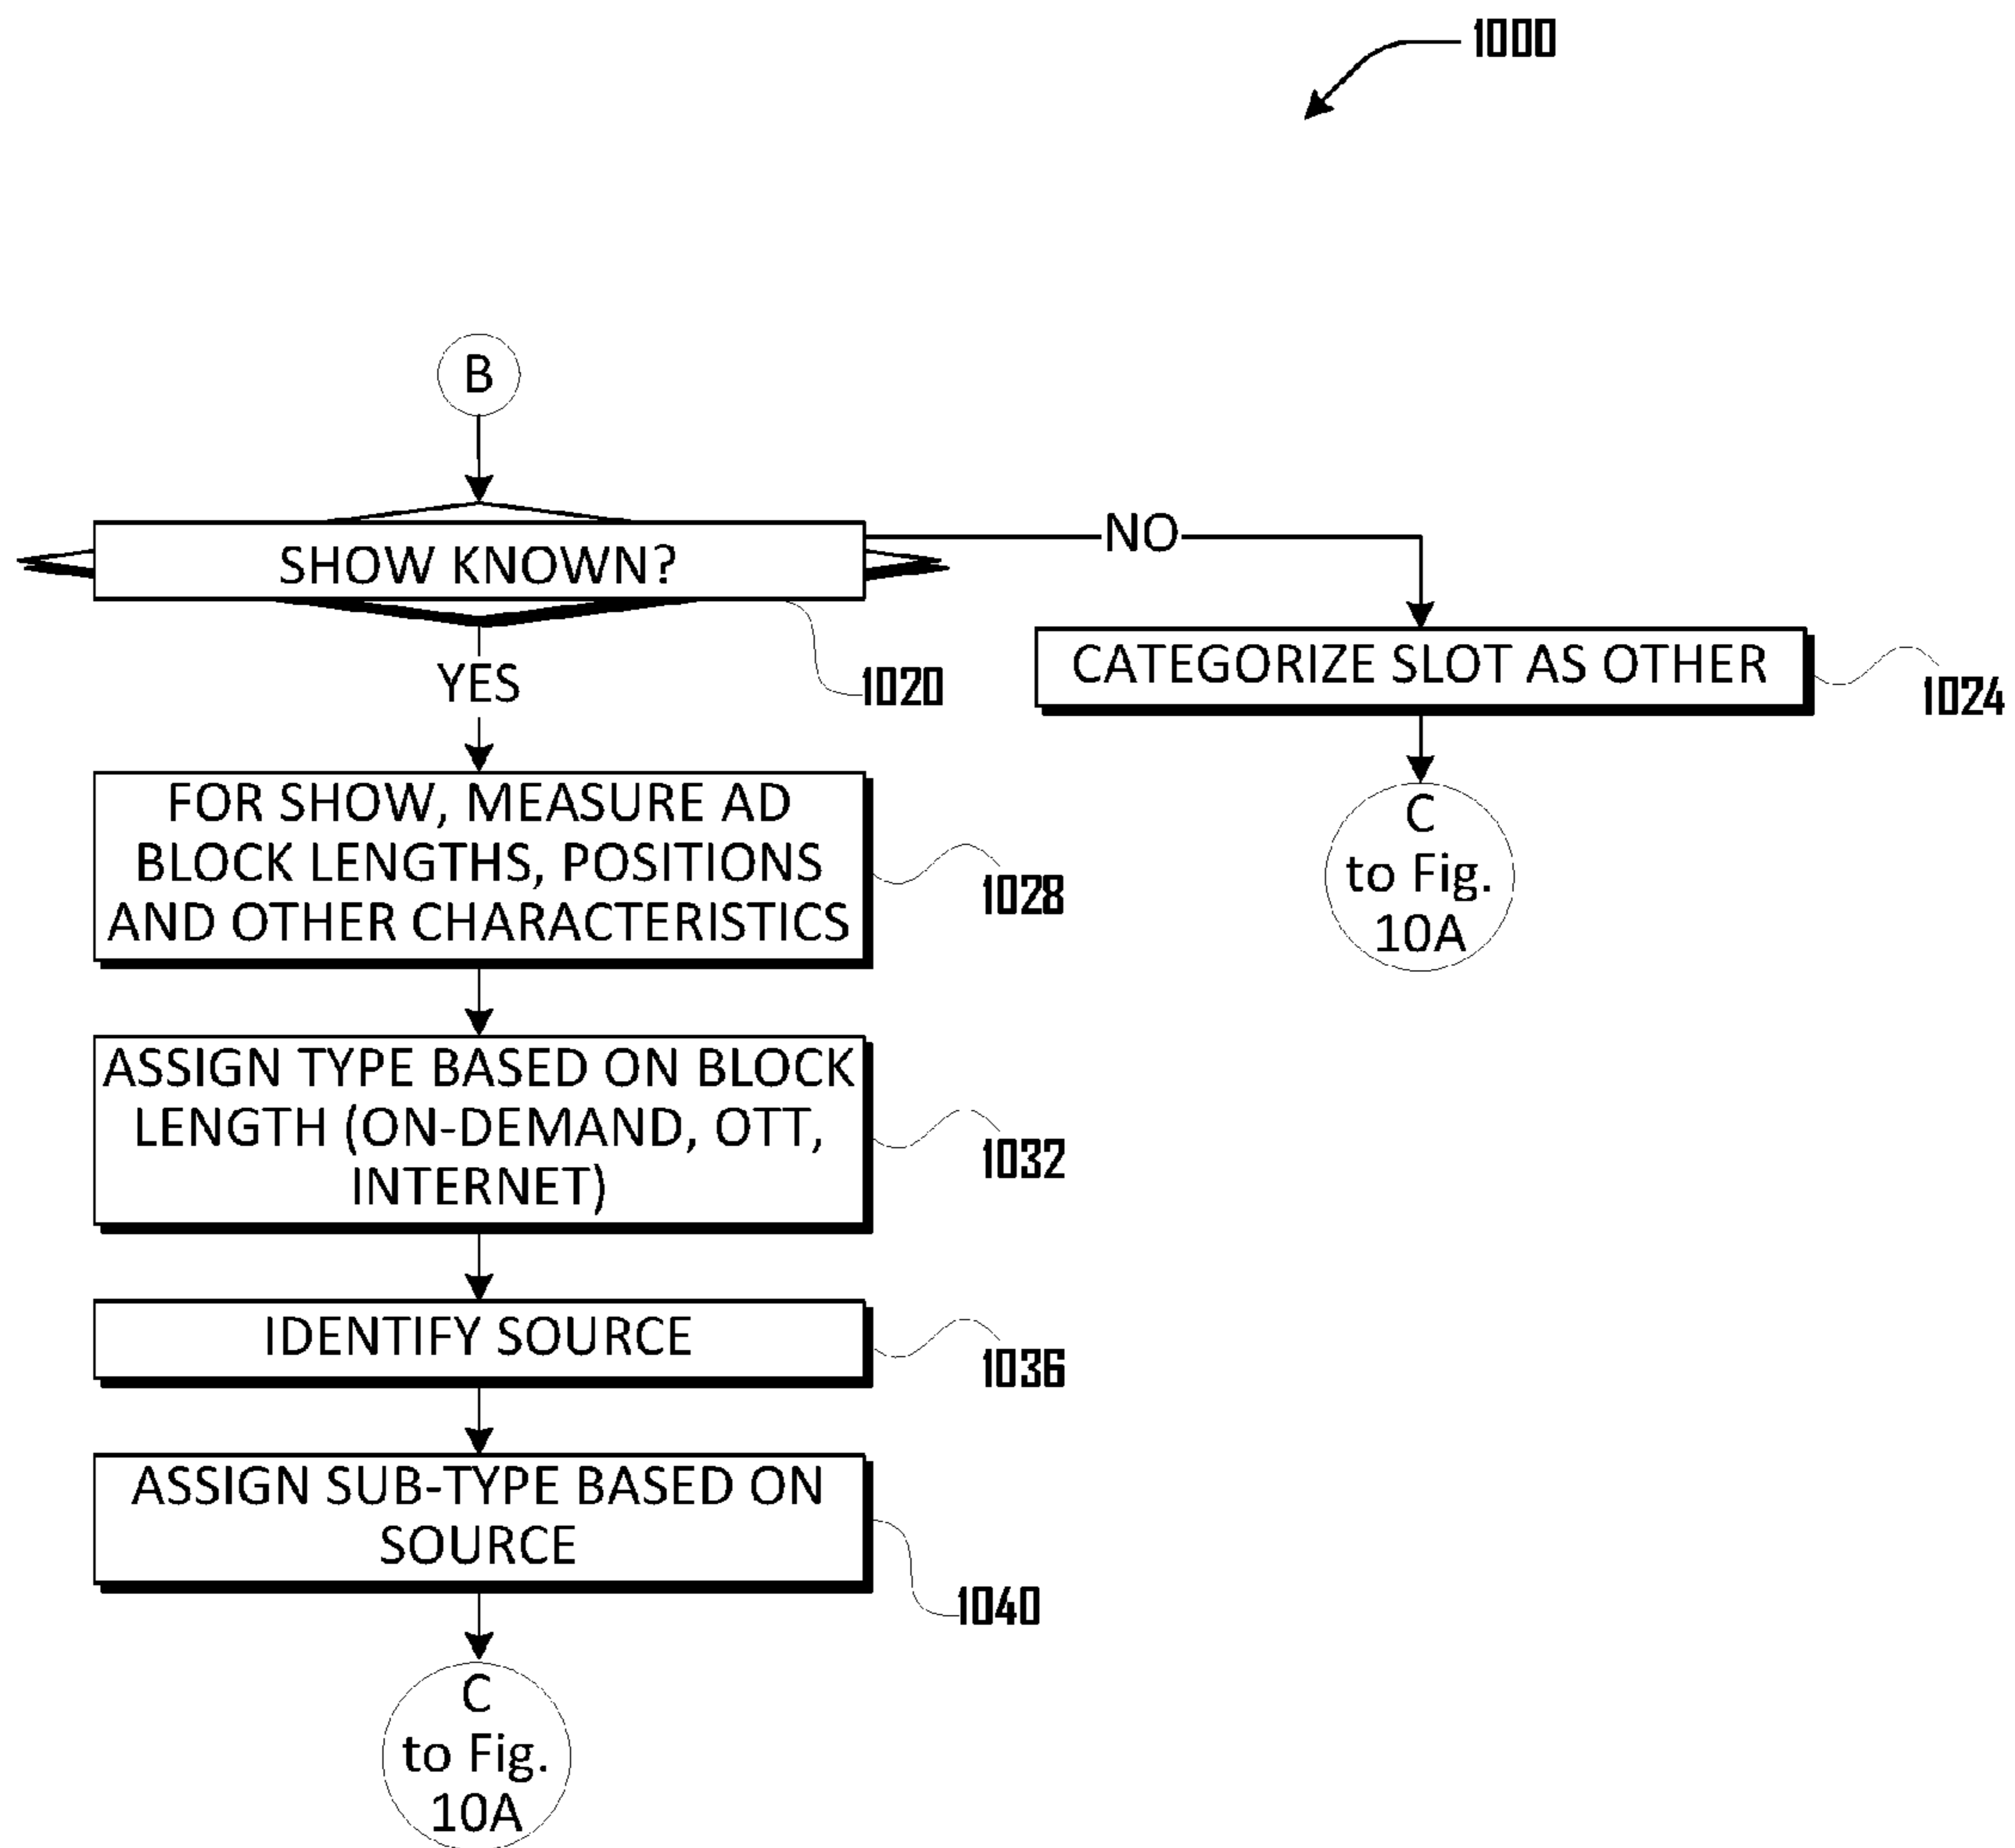 1000
B
SHOW KNOWN?
NO
YES
1020
CATEGORIZE SLOT AS OTHER
1024
FOR SHOW, MEASURE AD
BLOCK LENGTHS, POSITIONS
AND OTHER CHARACTERISTICS
1028
C
to Fig.
10A
ASSIGN TYPE BASED ON BLOCK
LENGTH (ON-DEMAND, OTT,
INTERNET)
1032
IDENTIFY SOURCE
1036
ASSIGN SUB-TYPE BASED ON
SOURCE
1040
C
to Fig.
10A